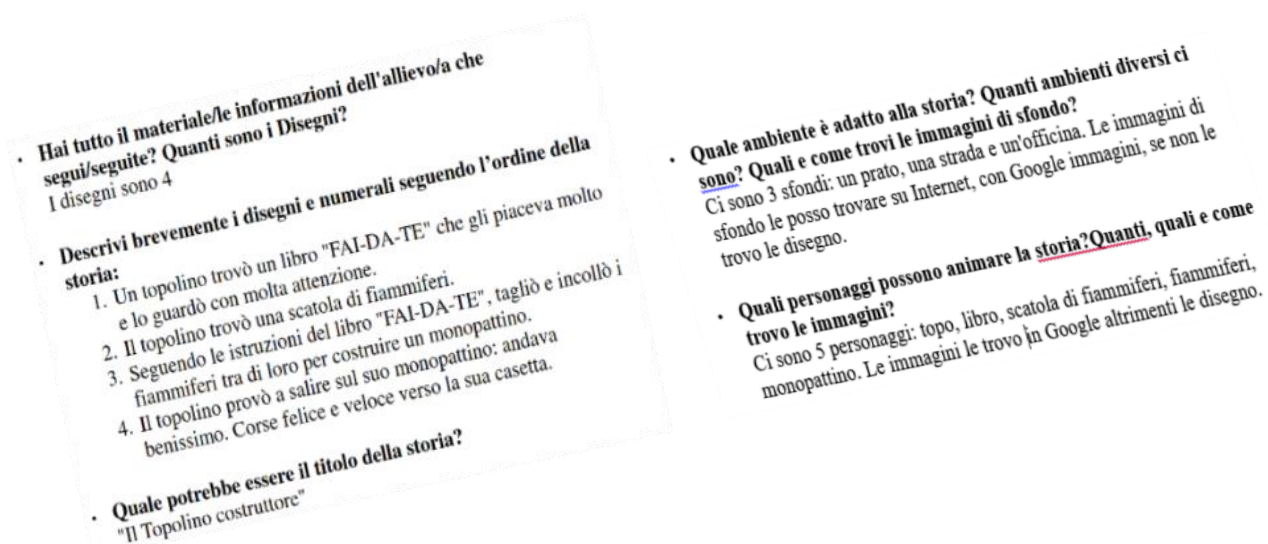 • Hai tutto il materiale/le informazioni dell'allievo/a che
segui/seguite? Quanti sono i Disegni?
I disegni sono 4
• Descrivi brevemente i disegni e numerali seguendo l'ordine della
storia:
1. Un topolino trovò un libro "FAI-DA-TE" che gli piaceva molto
e lo guardò con molta attenzione.
2. Il topolino trovò una scatola di fiammiferi.
3. Seguendo le istruzioni del libro "FAI-DA-TE", tagliò e incollò i
fiammiferi tra di loro per costruire un monopattino.
4. Il topolino provò a salire sul suo monopattino: andava
benissimo. Corse felice e veloce verso la sua casetta.
• Quale potrebbe essere il titolo della storia?
"Il Topolino costruttore"
• Quale ambiente è adatto alla storia? Quanti ambienti diversi ci
sono? Quali e come trovi le immagini di sfondo?
Ci sono 3 sfondi: un prato, una strada e un'officina. Le immagini di
sfondo le posso trovare su Internet, con Google immagini, se non le
trovo le disegno.
• Quali personaggi possono animare la storia?Quanti, quali e come
trovo le immagini?
Ci sono 5 personaggi: topo, libro, scatola di fiammiferi, fiammiferi,
monopattino. Le immagini le trovo in Google altrimenti le disegno.